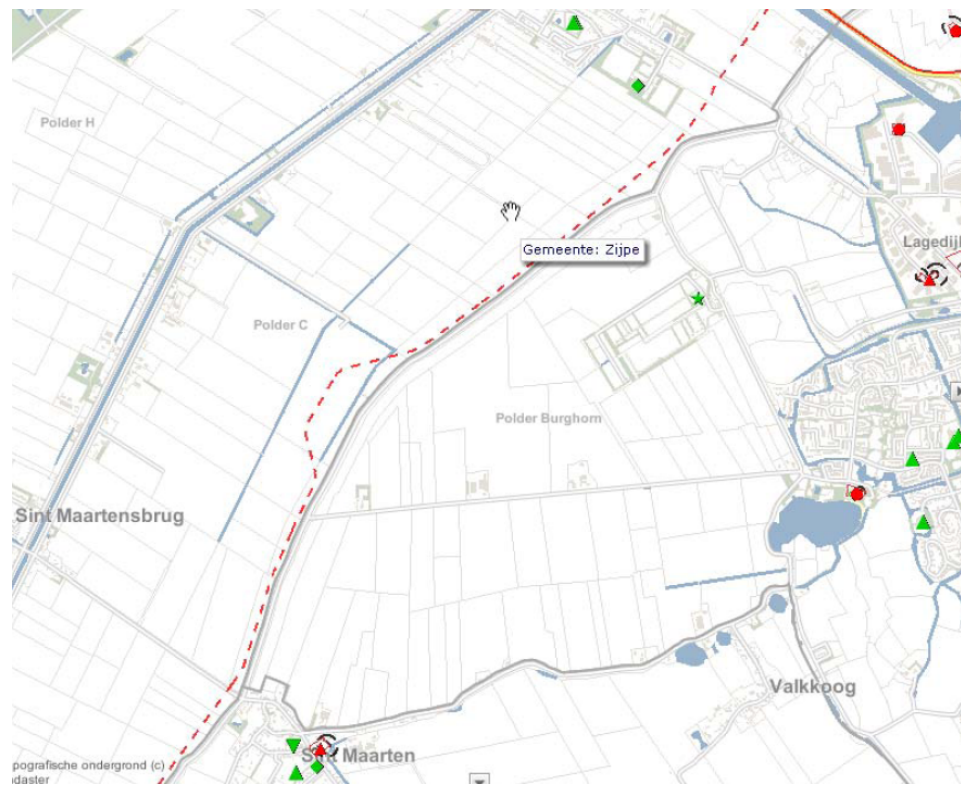 Polder H
Lagedijk
Gemeente: Zijpe
Polder C
Polder Burghorn
Sint Maartensbrug
Valkkoog
Sint Maarten
pografische ondergrond (c)
daster